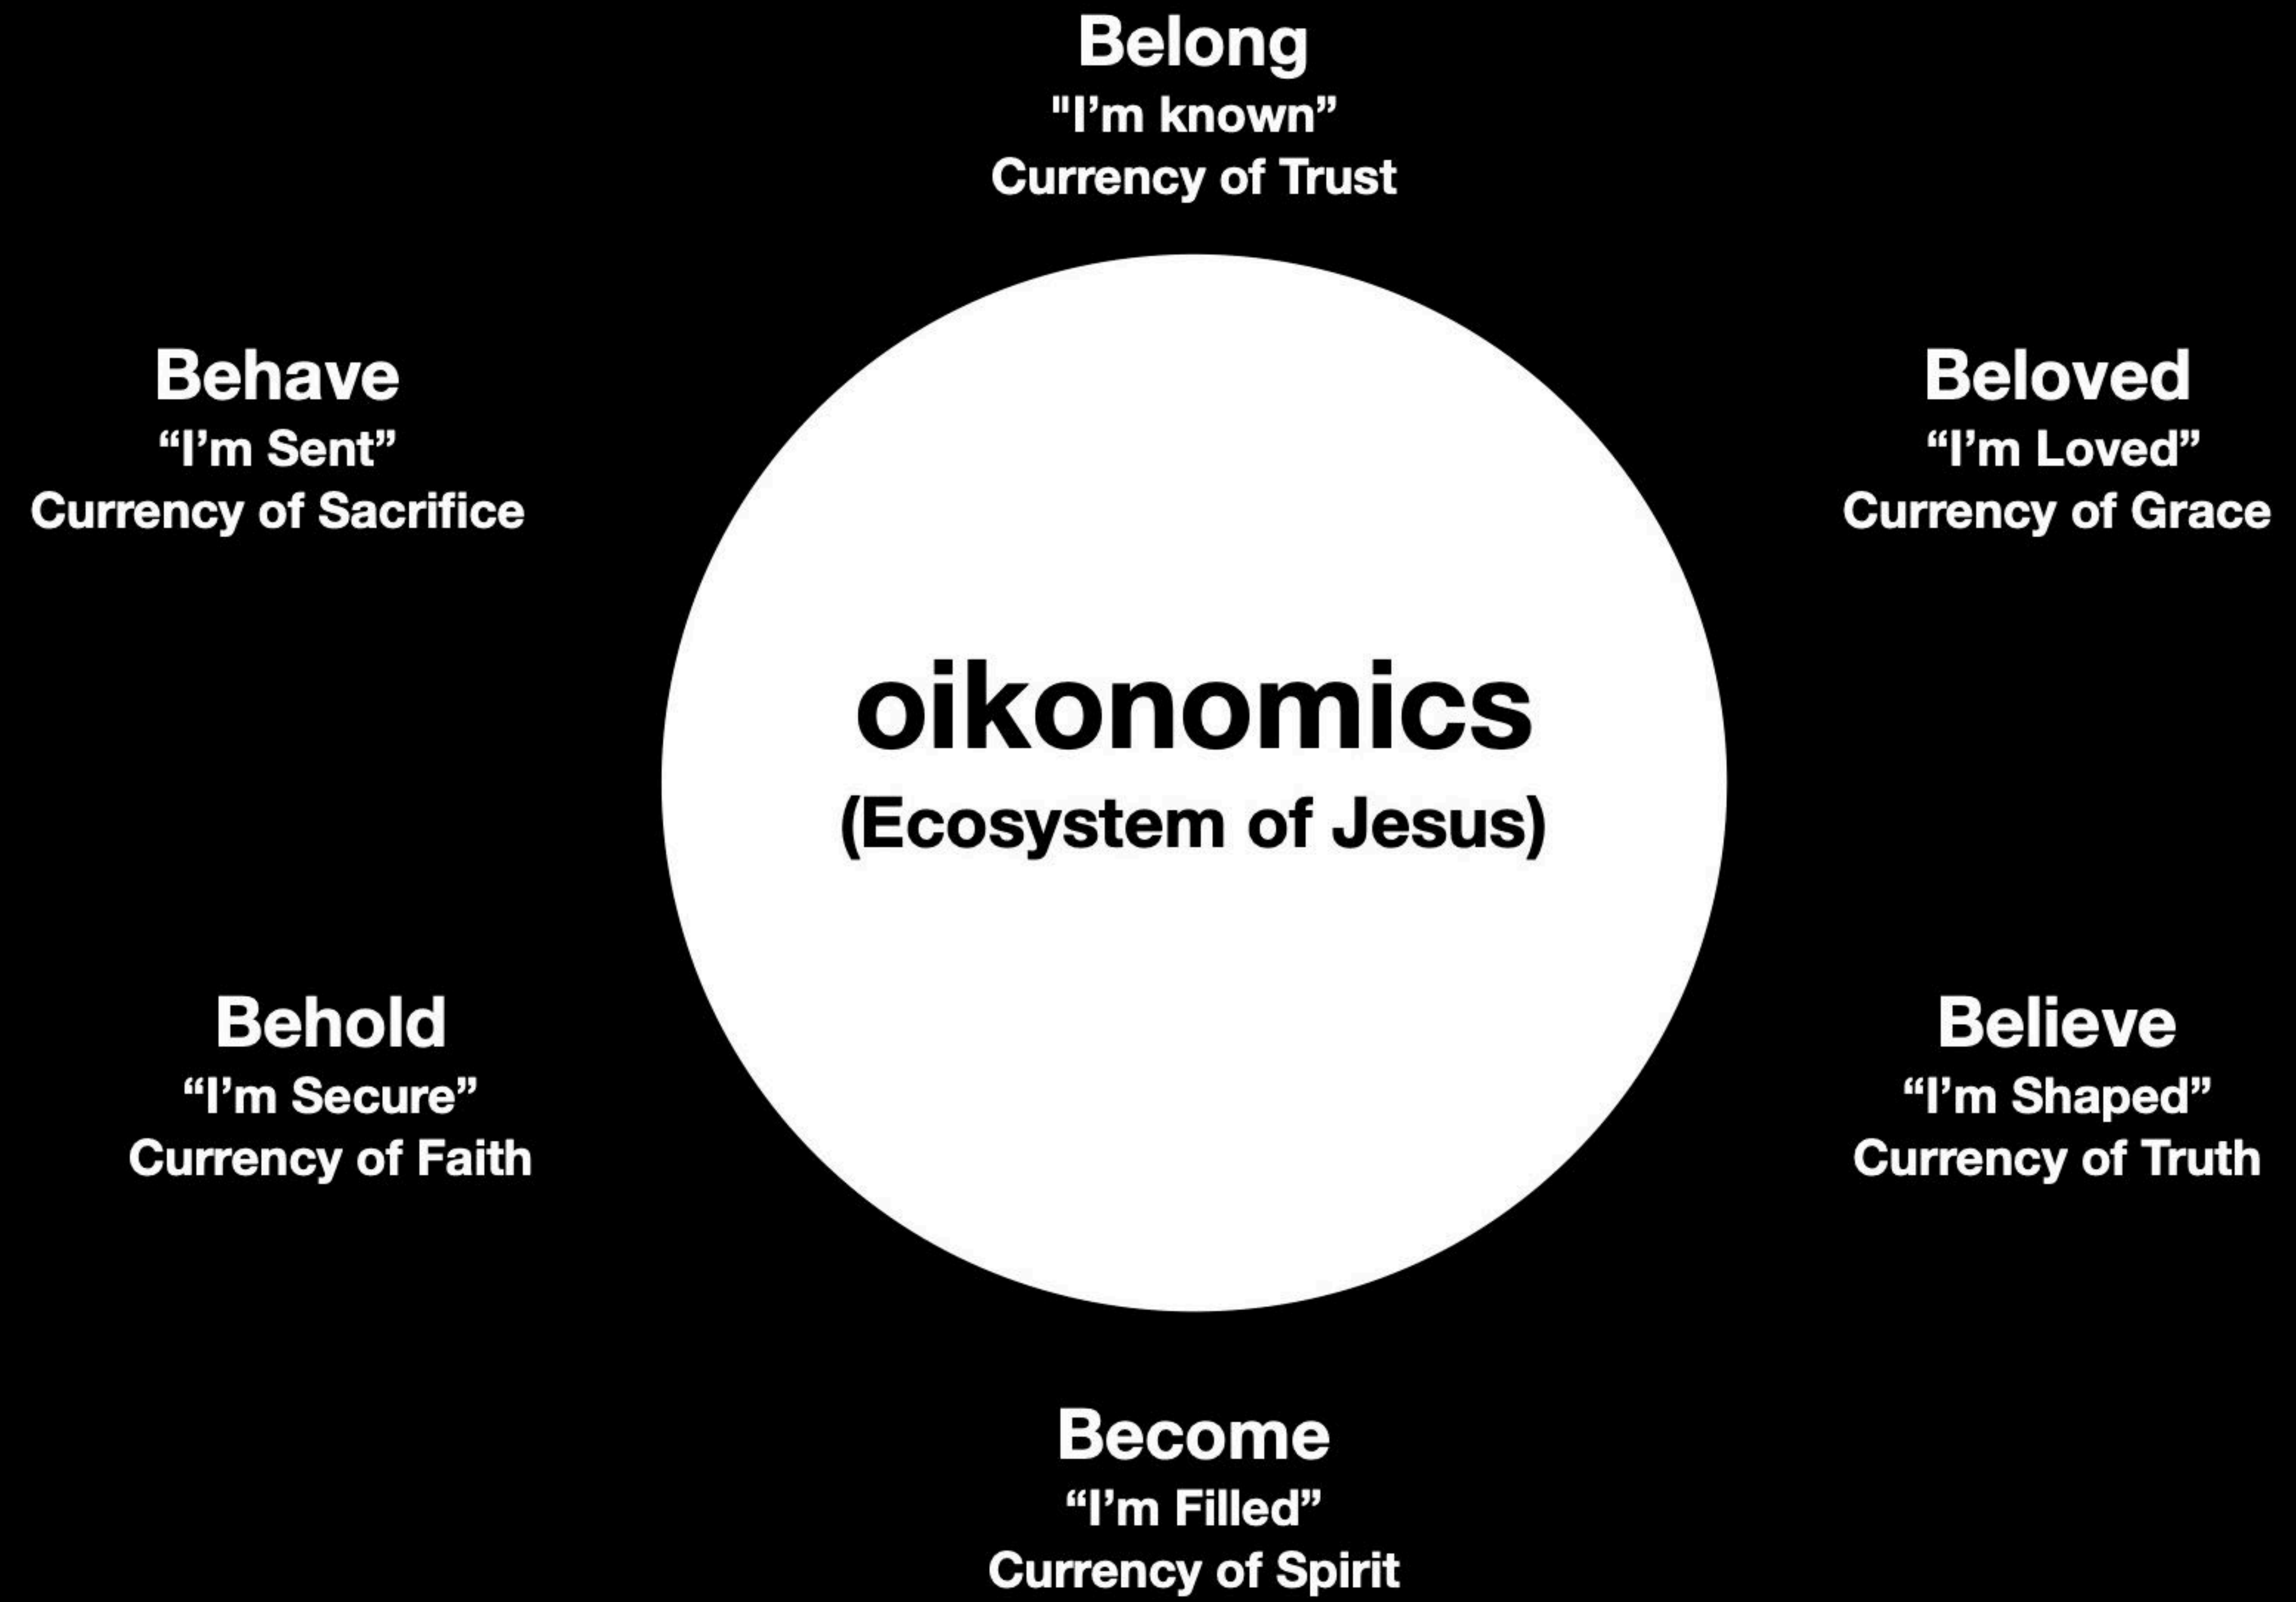 Belong
"I’m known”
Currency of Trust
Behave
“I’m Sent”
Currency of Sacrifice
Beloved
“I’m Loved”
Currency of Grace
oikonomics
(Ecosystem of Jesus)
Behold
“I’m Secure”
Currency of Faith
Believe
“I’m Shaped”
Currency of Truth
Become
“I’m Filled”
Currency of Spirit